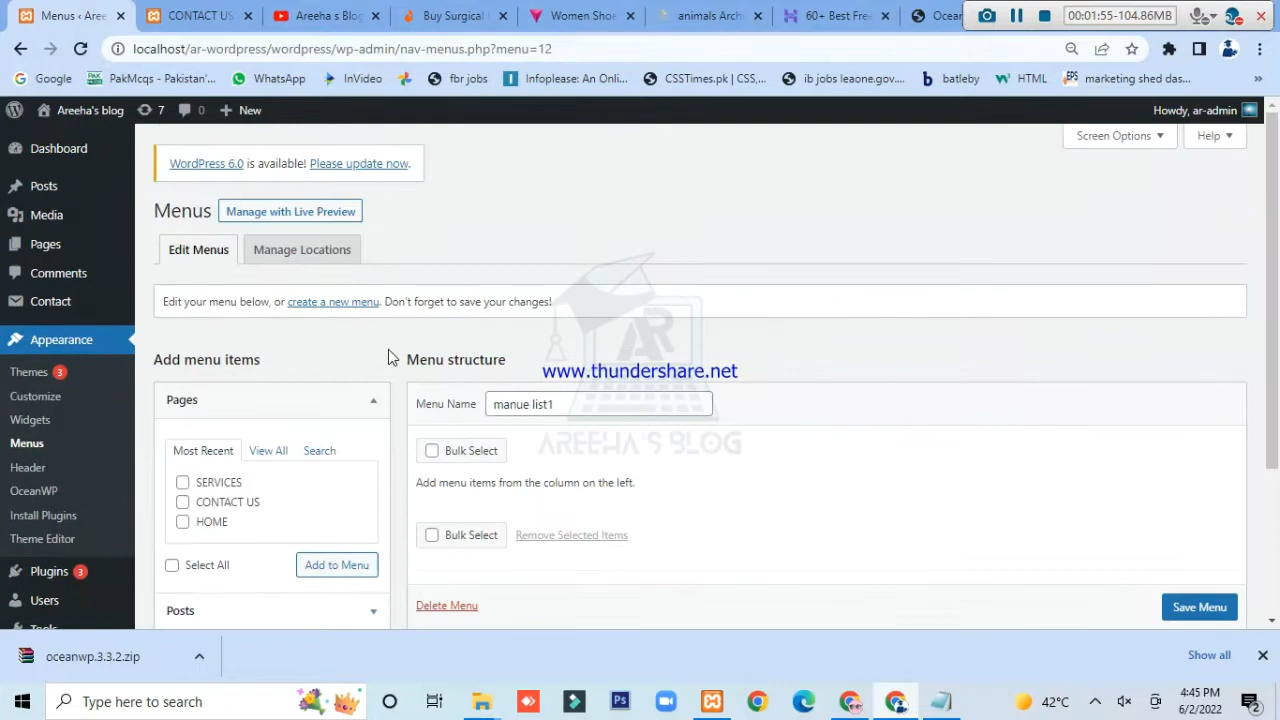 Menus ‹ Area
CONTACT US
Areeha's Blog
Buy Surgical I
Women Shoe
animals Arch
60+ Best Free
Ocean
00:01:55-104.86MB
localhost/ar-wordpress/wordpress/wp-admin/nav-menus.php?menu=12
Google
PakMcqs - Pakistan'...
WhatsApp
InVideo
fbr jobs
Infoplease: An Onli...
CSSTimes.pk | CSS,...
ib jobs leaone.gov....
batleby
HTML
marketing shed das...
»
Areeha's blog
7
0
New
Howdy, ar-admin
Screen Options
Help
Dashboard
Posts
Media
Pages
Comments
Contact
Appearance
Themes 3
Customize
Widgets
Menus
Header
OceanWP
Install Plugins
Theme Editor
Plugins 3
Users
Tools
WordPress 6.0 is available! Please update now.
Menus
Manage with Live Preview
Edit Menus
Manage Locations
Edit your menu below, or create a new menu. Don't forget to save your changes!
Add menu items
Menu structure
www.thundershare.net
AR
AREEHA'S BLOG
Pages
Most Recent
View All
Search
SERVICES
CONTACT US
HOME
Select All
Add to Menu
Posts
Menu Name
manue list1
Bulk Select
Add menu items from the column on the left.
Bulk Select
Remove Selected Items
Delete Menu
Save Menu
oceanwp.3.3.2.zip
Show all
Type here to search
Ps
42°C
4:45 PM
6/2/2022
2